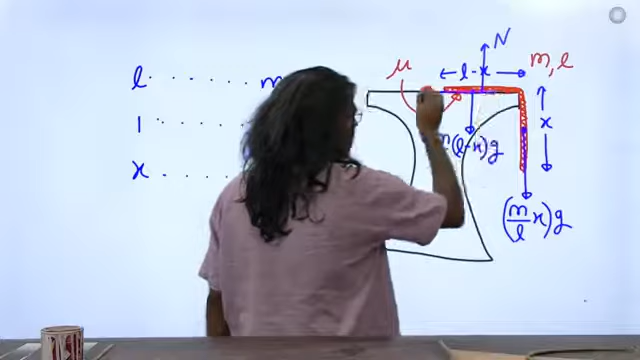 N
l-x
m, l
μ
l . . . . . . m
1 . . . . . .
x . . . . . .
(l-x)g
x
(m/l x)g